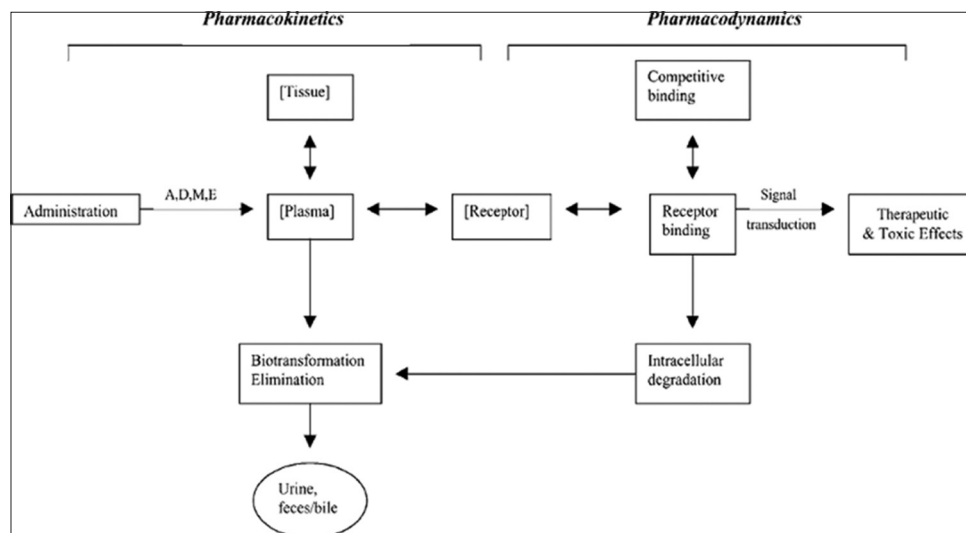 Pharmacokinetics
Pharmacodynamics
[Tissue]
Competitive
binding
Administration
A,D,M,E
[Plasma]
[Receptor]
Receptor
binding
Signal
transduction
Therapeutic
& Toxic Effects
Biotransformation
Elimination
Intracellular
degradation
Urine,
feces/bile